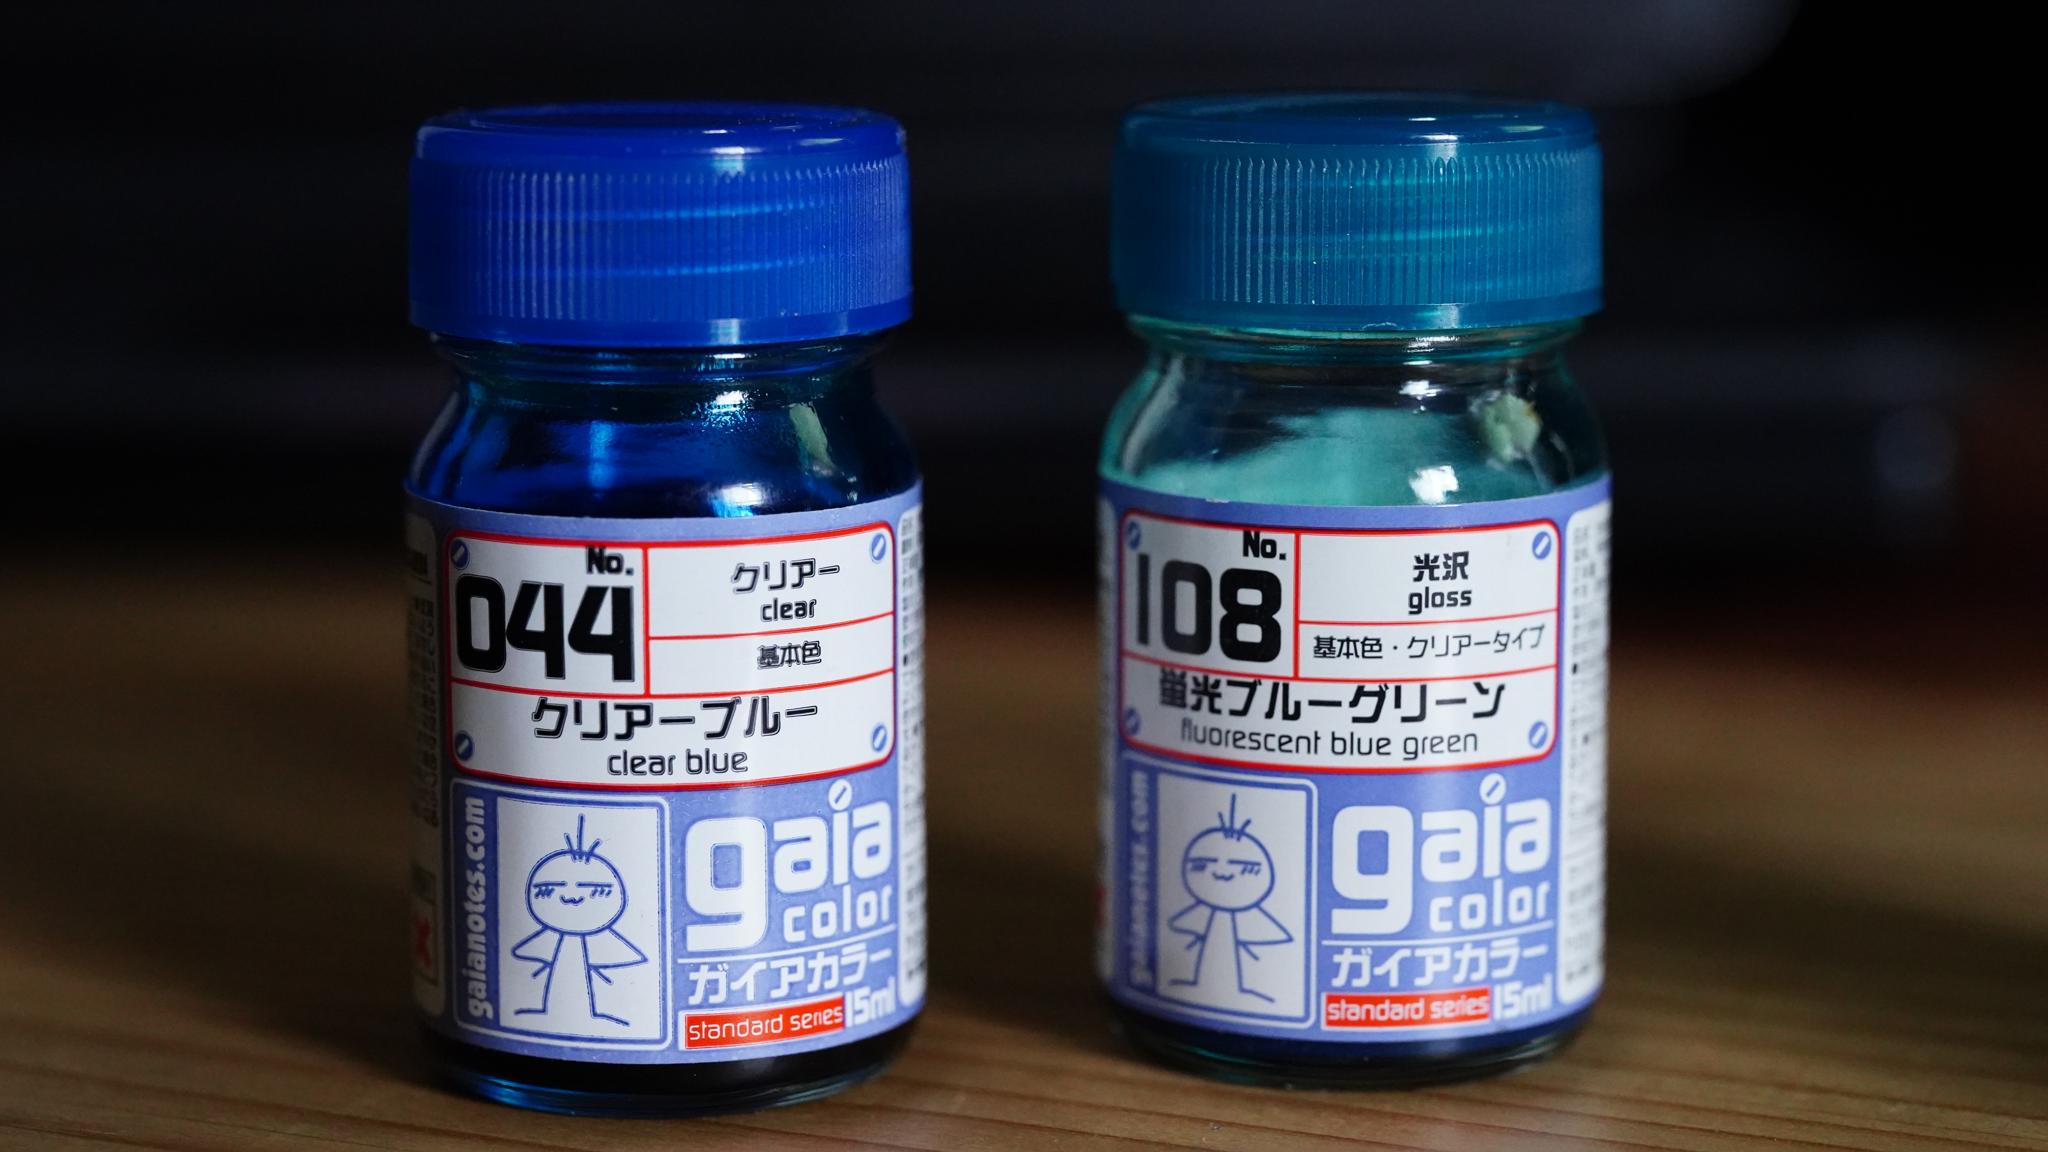 No.
044
クリアー
clear
基本色
クリアーブルー
clear blue
gaianotes.com
gaia
color
ガイアカラー
standard series 15ml
No.
108
光沢
gloss
基本色・クリアータイプ
蛍光ブルーグリーン
fluorescent blue green
gaianotes.com
gaia
color
ガイアカラー
standard series 15ml